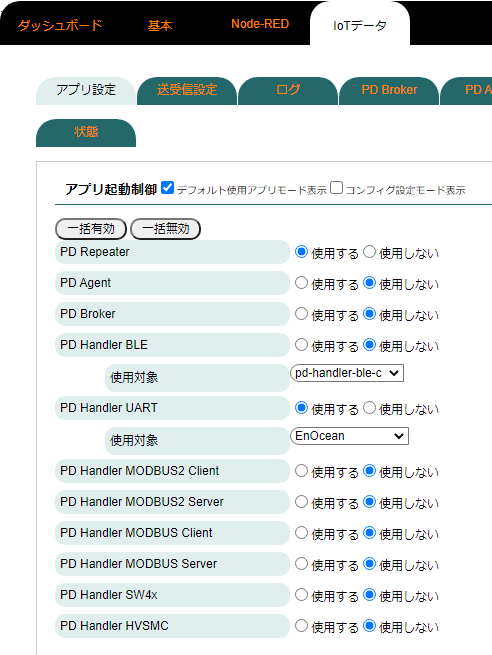 ダッシュボード 基本 Node-RED IoTデータ
アプリ設定 送受信設定 ログ PD Broker PD A
状態
アプリ起動制御 デフォルト使用アプリモード表示 コンフィグ設定モード表示
一括有効 一括無効
PD Repeater 使用する 使用しない
PD Agent 使用する 使用しない
PD Broker 使用する 使用しない
PD Handler BLE 使用する 使用しない
使用対象 pd-handler-ble-c
PD Handler UART 使用する 使用しない
使用対象 EnOcean
PD Handler MODBUS2 Client 使用する 使用しない
PD Handler MODBUS2 Server 使用する 使用しない
PD Handler MODBUS Client 使用する 使用しない
PD Handler MODBUS Server 使用する 使用しない
PD Handler SW4x 使用する 使用しない
PD Handler HVSMC 使用する 使用しない